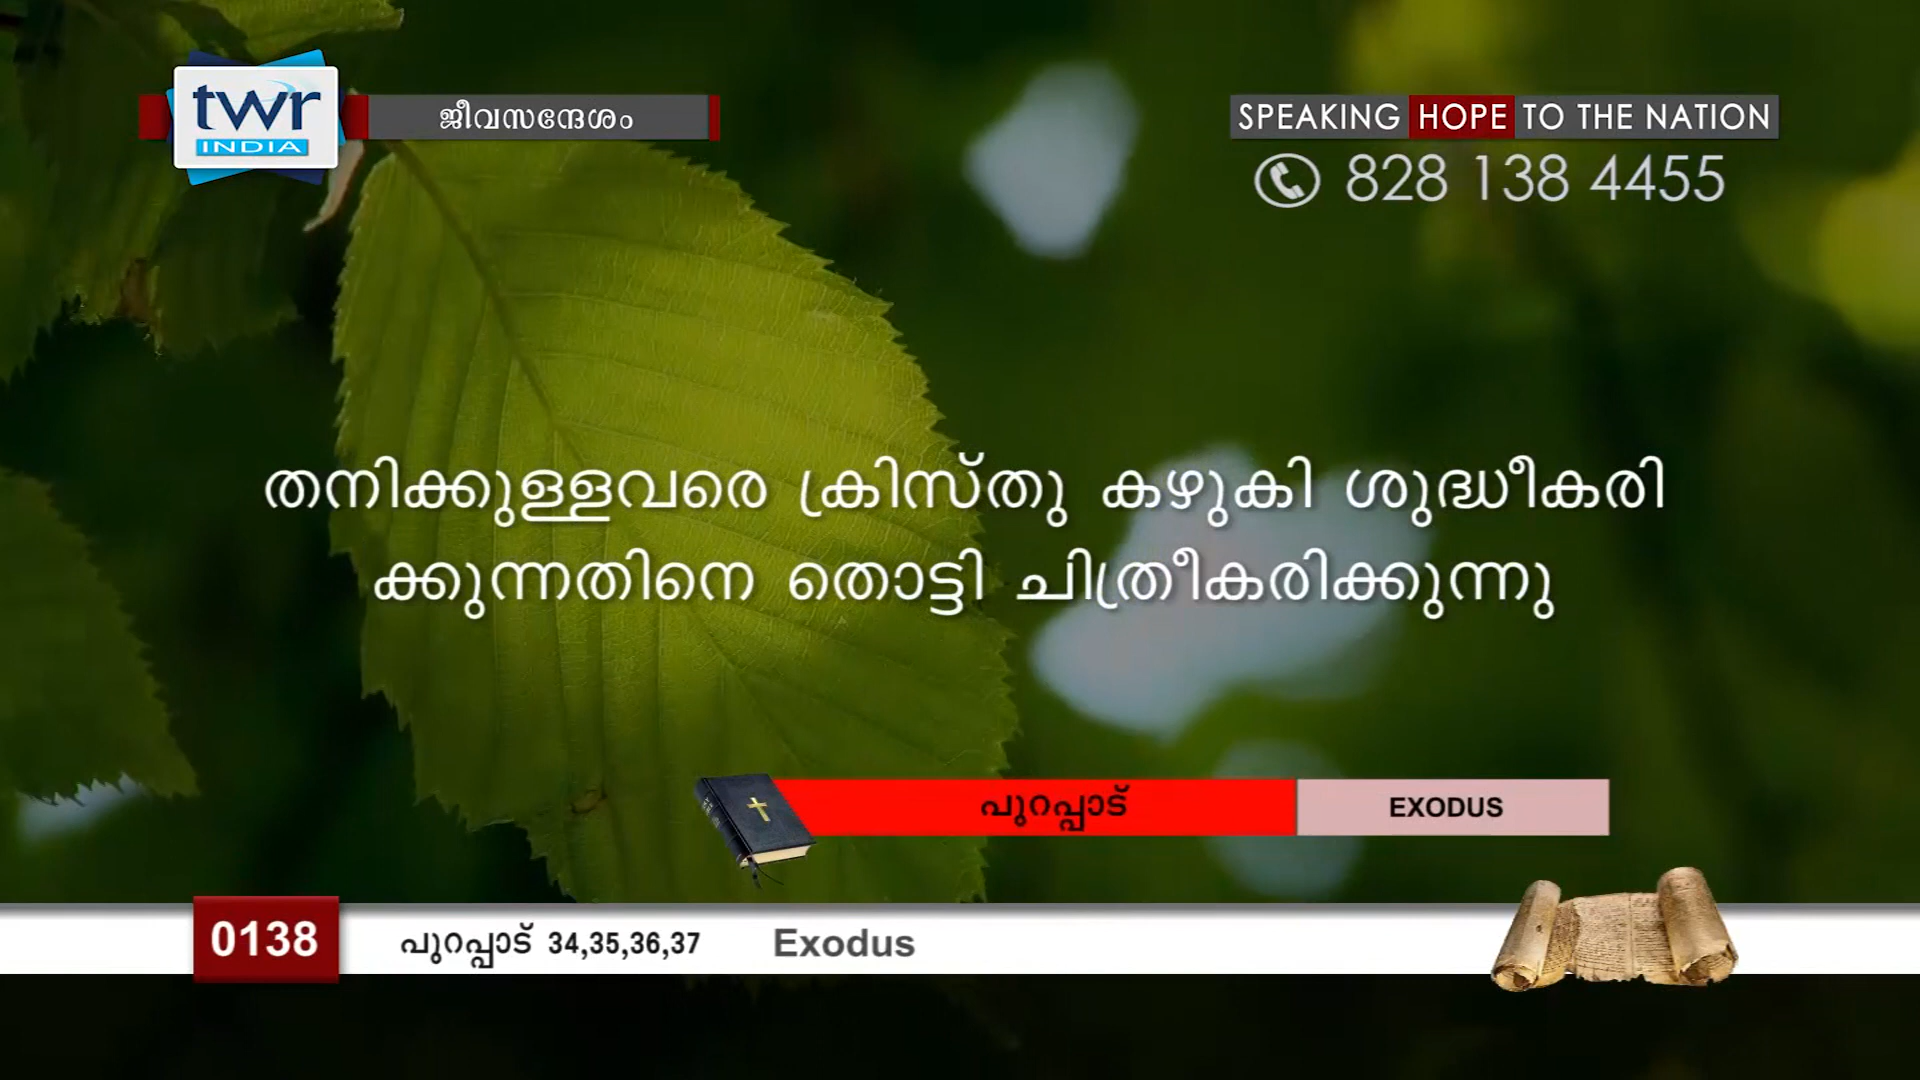 twr
INDIA
ജീവസന്ദേശം
SPEAKING HOPE TO THE NATION
828 138 4455
തനിക്കുള്ളവരെ ക്രിസ്തു കഴുകി ശുദ്ധീകരി
ക്കുന്നതിനെ തൊട്ടി ചിത്രീകരിക്കുന്നു
പുറപ്പാട് EXODUS
0138 പുറപ്പാട് 34,35,36,37 Exodus